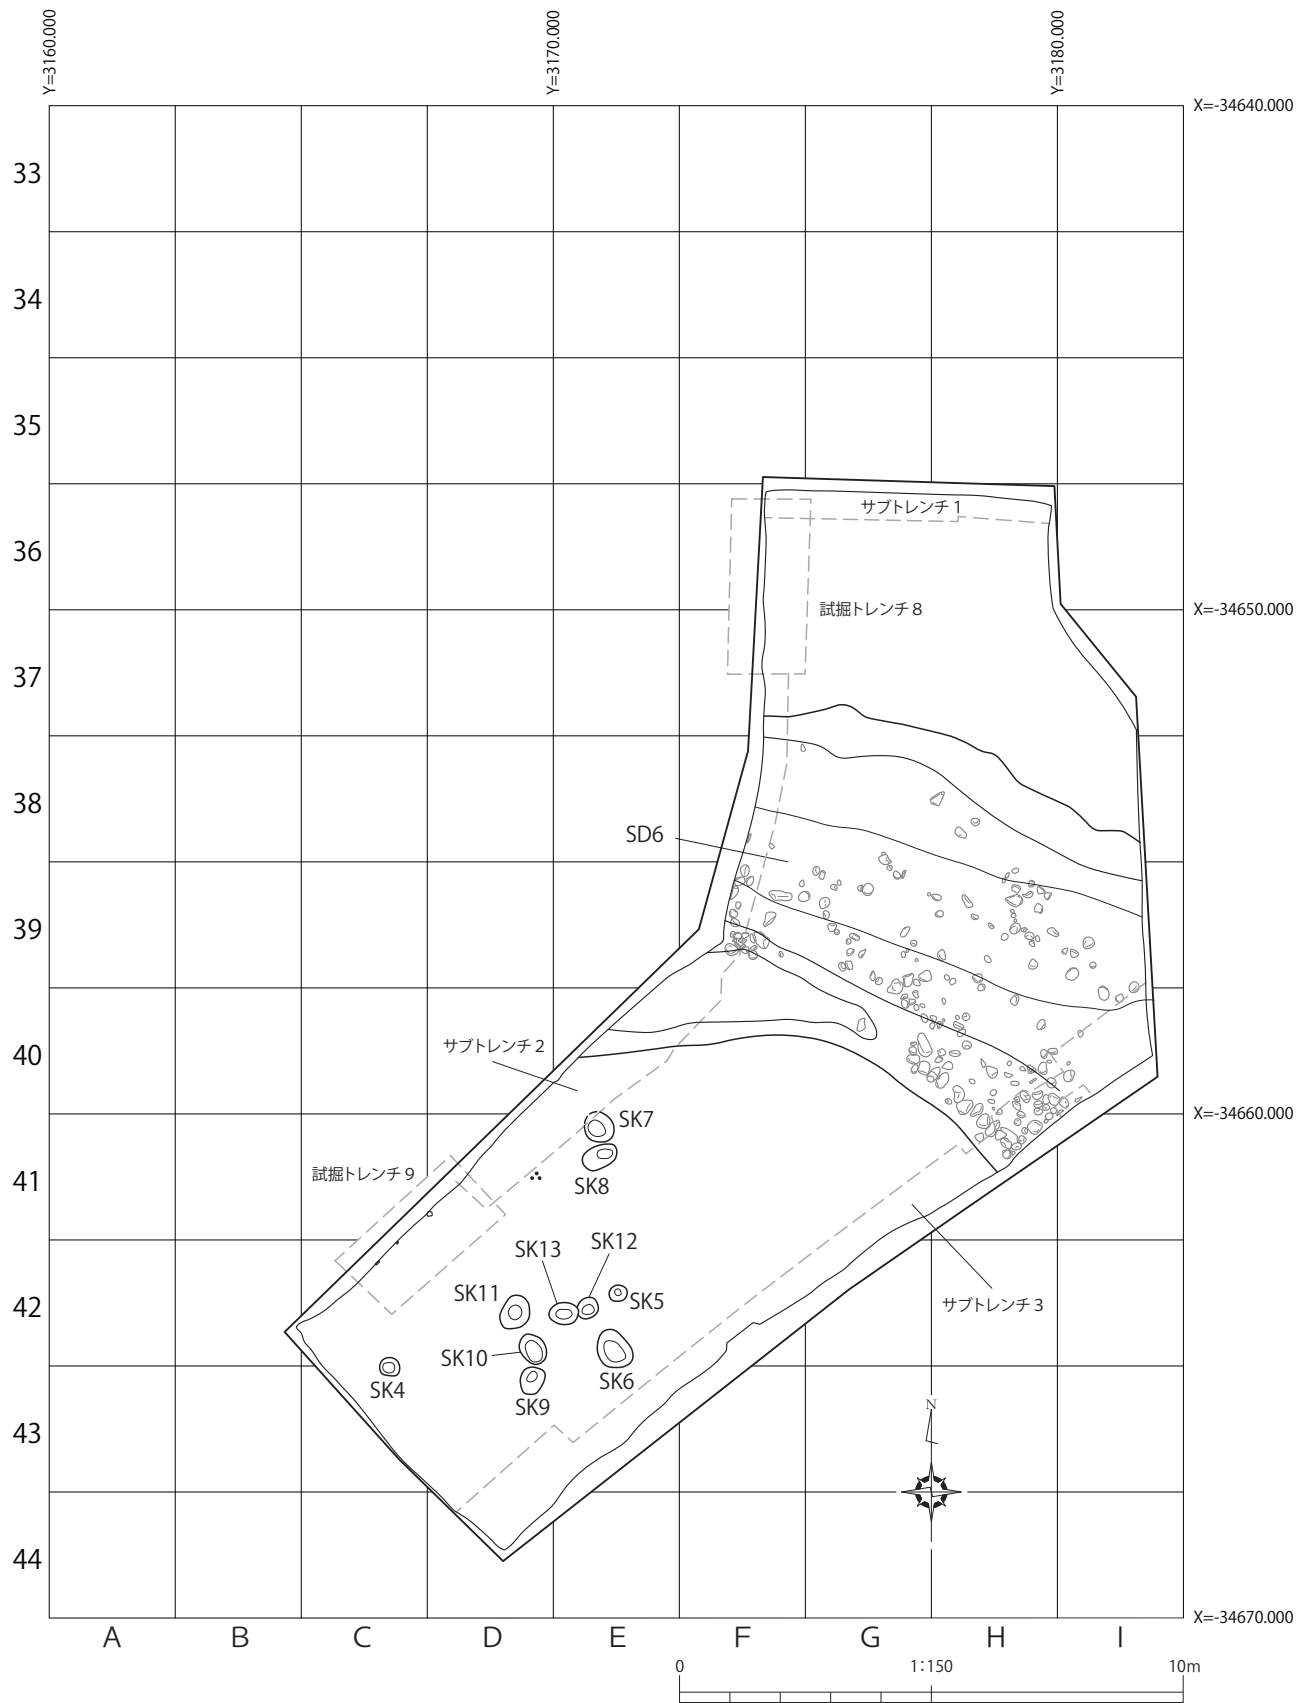 Y=3160.000
Y=3170.000
Y=3180.000
X=-34640.000
33
34
35
サブトレンチ1
36
試掘トレンチ8
X=-34650.000
37
38
SD6
39
サブトレンチ2
40
SK7
X=-34660.000
試掘トレンチ9
41
SK8
SK13
SK12
SK11
SK5
42
サブトレンチ3
SK10
SK4
SK6
SK9
N
43
44
X=-34670.000
A
B
C
D
E
F
G
H
I
0
1:150
10m